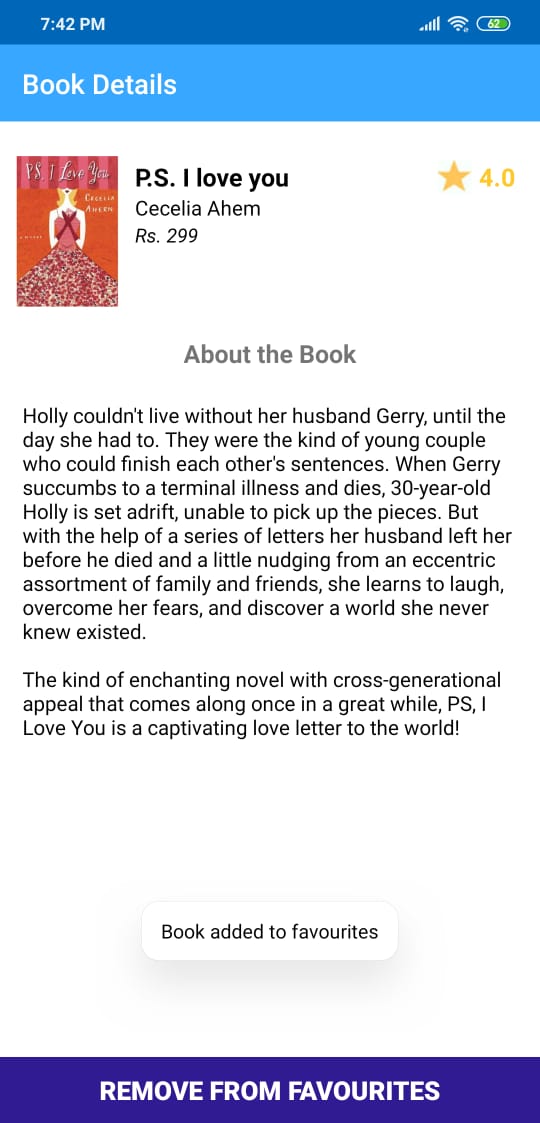 7:42 PM
62
Book Details
PS, I Love You
CECELIA
AHERN
A NOVEL
P.S. I love you
4.0
Cecelia Ahem
Rs. 299
About the Book
Holly couldn't live without her husband Gerry, until the
day she had to. They were the kind of young couple
who could finish each other's sentences. When Gerry
succumbs to a terminal illness and dies, 30-year-old
Holly is set adrift, unable to pick up the pieces. But
with the help of a series of letters her husband left her
before he died and a little nudging from an eccentric
assortment of family and friends, she learns to laugh,
overcome her fears, and discover a world she never
knew existed.
The kind of enchanting novel with cross-generational
appeal that comes along once in a great while, PS, I
Love You is a captivating love letter to the world!
Book added to favourites
REMOVE FROM FAVOURITES